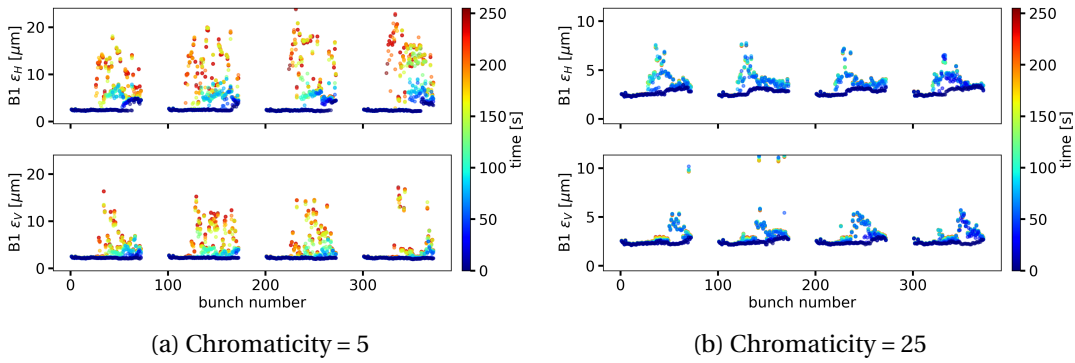 B1 εH [μm]
20
10
0
B1 εV [μm]
20
10
0
0 100 200 300
bunch number
250
200
150
100
50
0
time [s]
(a) Chromaticity = 5
B1 εH [μm]
10
5
0
B1 εV [μm]
10
5
0
0 100 200 300
bunch number
250
200
150
100
50
0
time [s]
(b) Chromaticity = 25